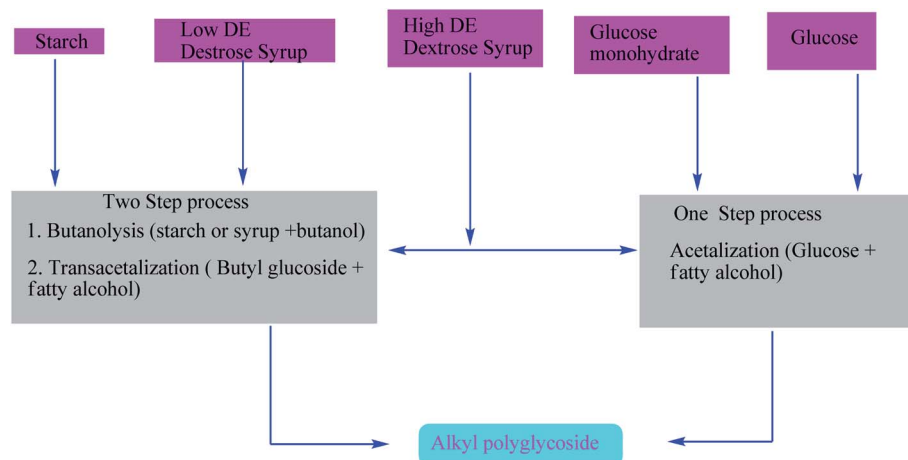 Starch
Low DE
Destrose Syrup
High DE
Dextrose Syrup
Glucose
monohydrate
Glucose
Two Step process
1. Butanolysis (starch or syrup +butanol)
2. Transacetalization ( Butyl glucoside +
fatty alcohol)
One Step process
Acetalization (Glucose +
fatty alcohol)
Alkyl polyglycoside